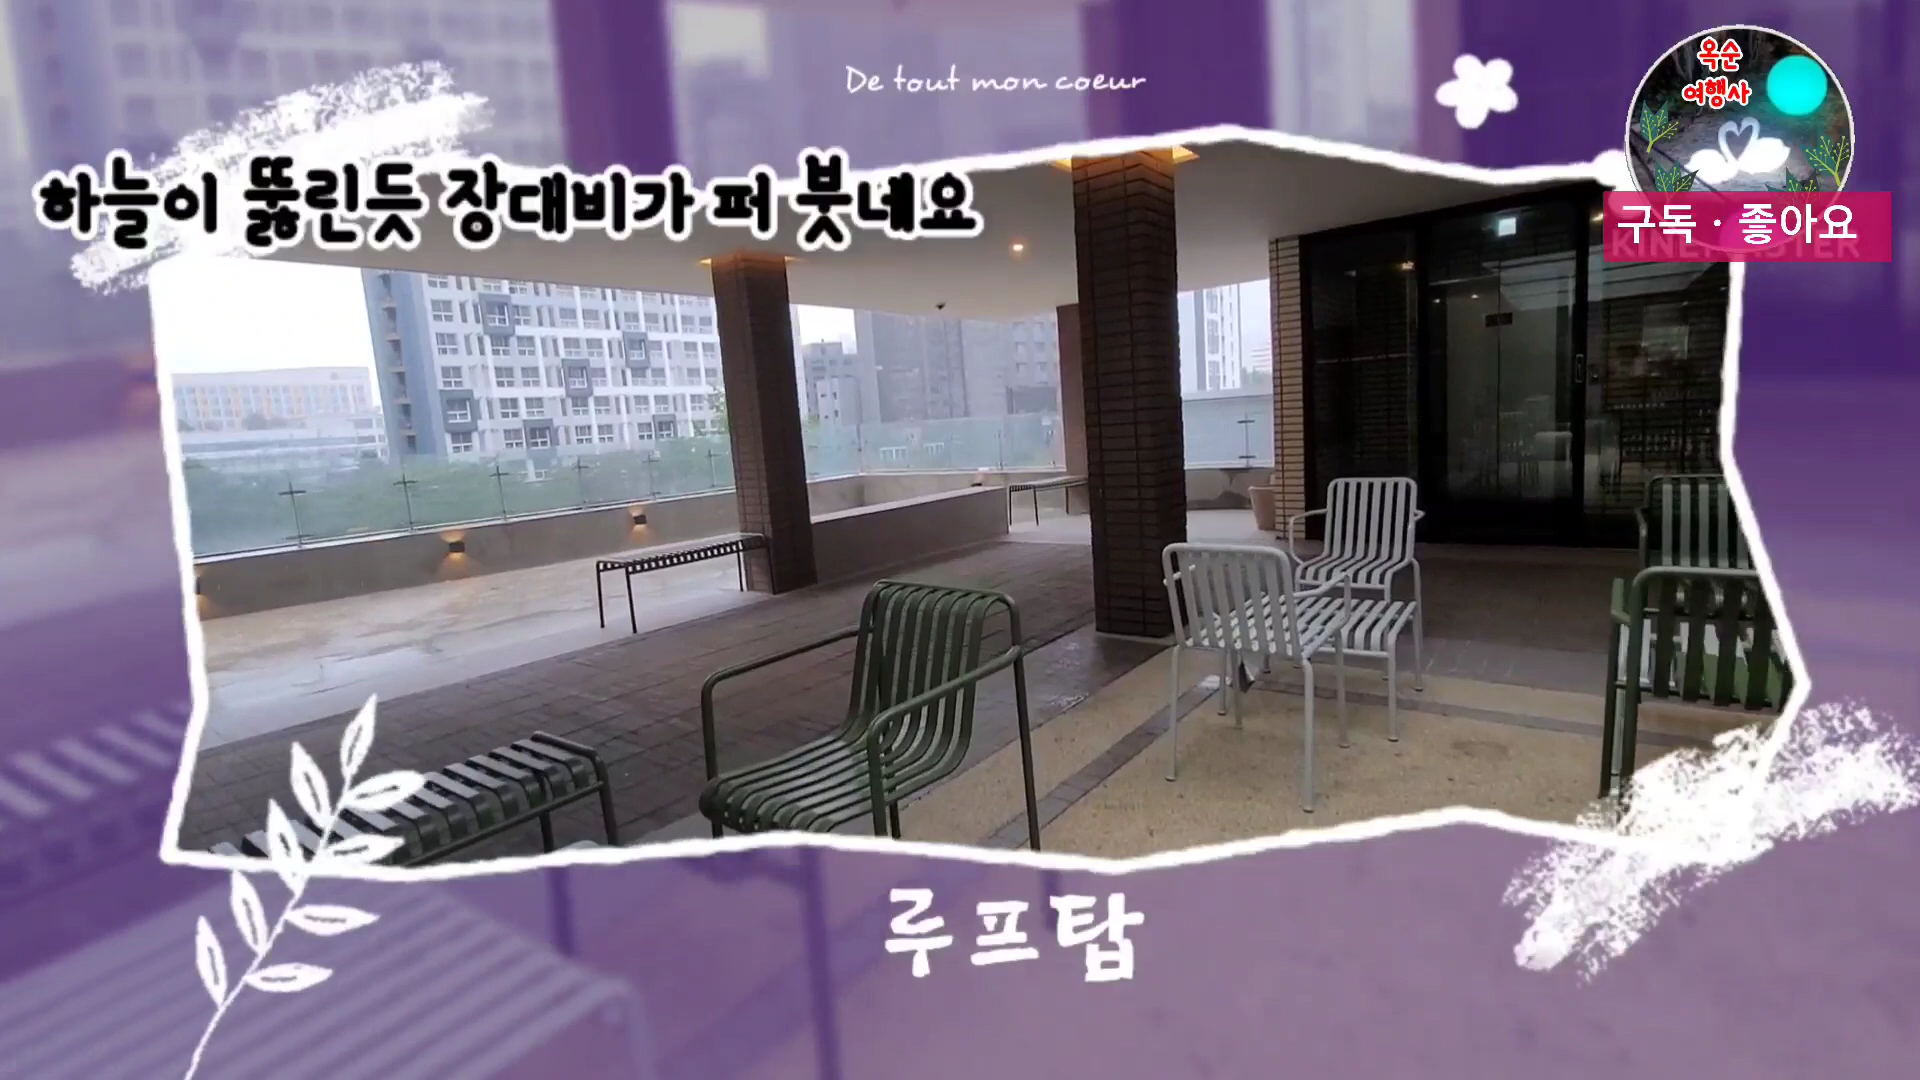 De tout mon coeur
옥순
여행사
하늘이 뚫린듯 장대비가 퍼 붓네요
구독 · 좋아요
KINEMASTER
루프탑